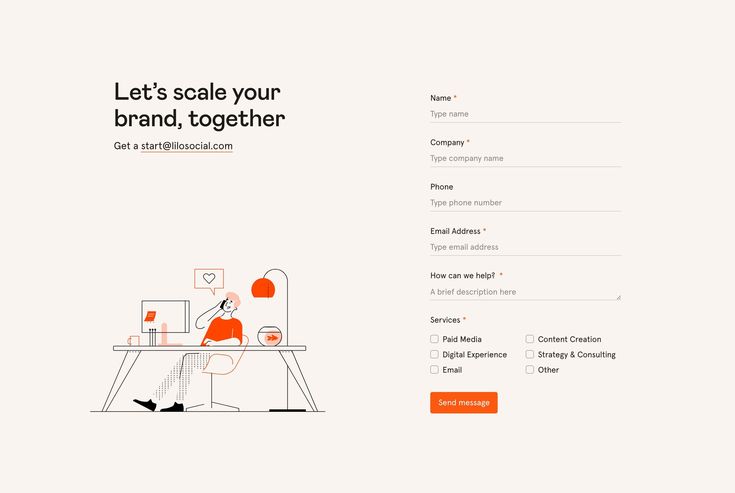 Let's scale your
brand, together
Get a start@lilosocial.com
Name *
Type name
Company *
Type company name
Phone
Type phone number
Email Address *
Type email address
How can we help? *
A brief description here
Services *
Paid Media
Content Creation
Digital Experience
Strategy & Consulting
Email
Other
Send message